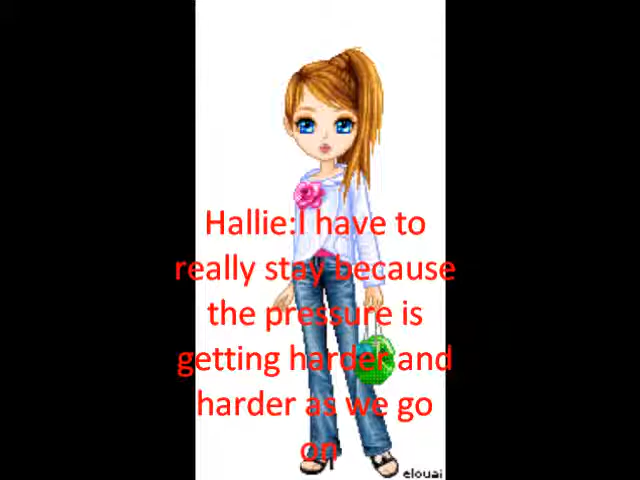 Hallie:I have to
really stay because
the pressure is
getting harder and
harder as we go
on
elouai